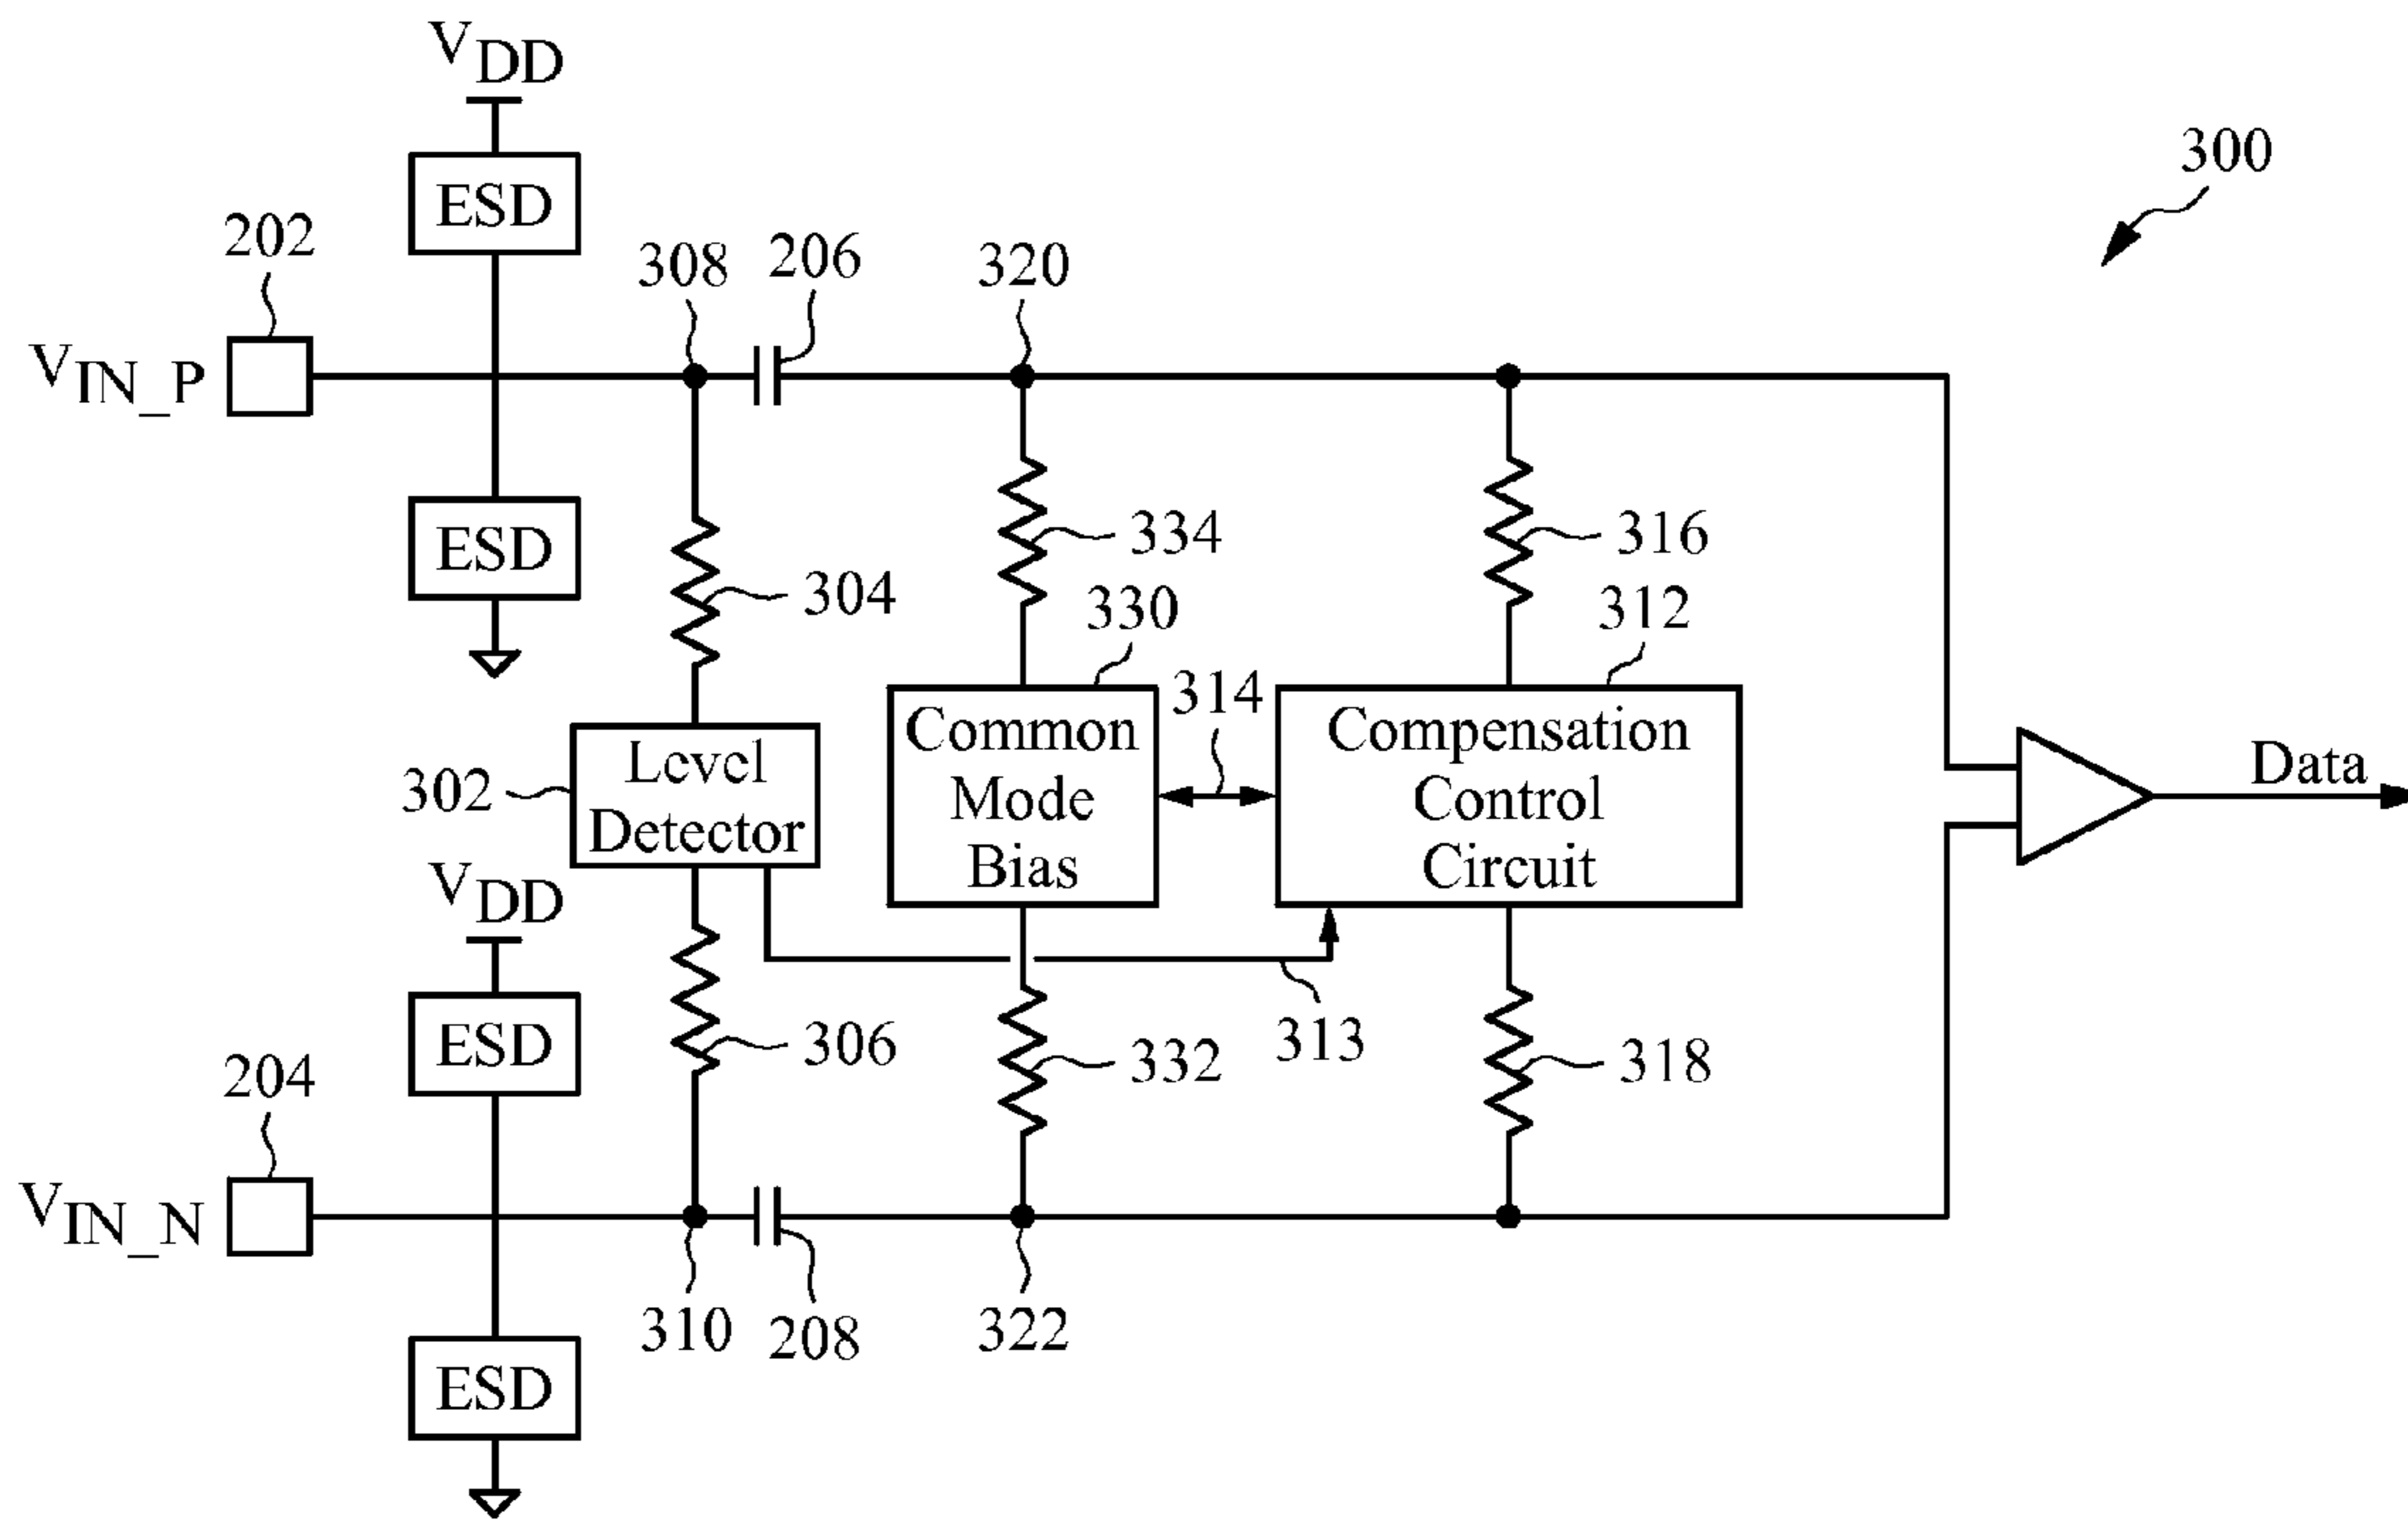 VDD
ESD
300
202
308
206
320
VIN_P
ESD
334
316
304
330
312
314
302
Level
Detector
Common
Mode
Bias
Compensation
Control
Circuit
Data
VDD
ESD
306
313
332
318
204
VIN_N
310
208
322
ESD